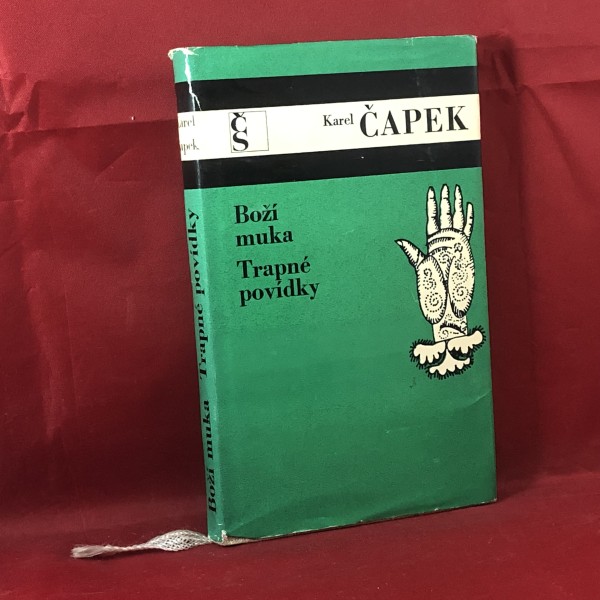 Karel ČAPEK
ČS
Boží
muka
Trapné
povídky
Boží muka Trapné povídky